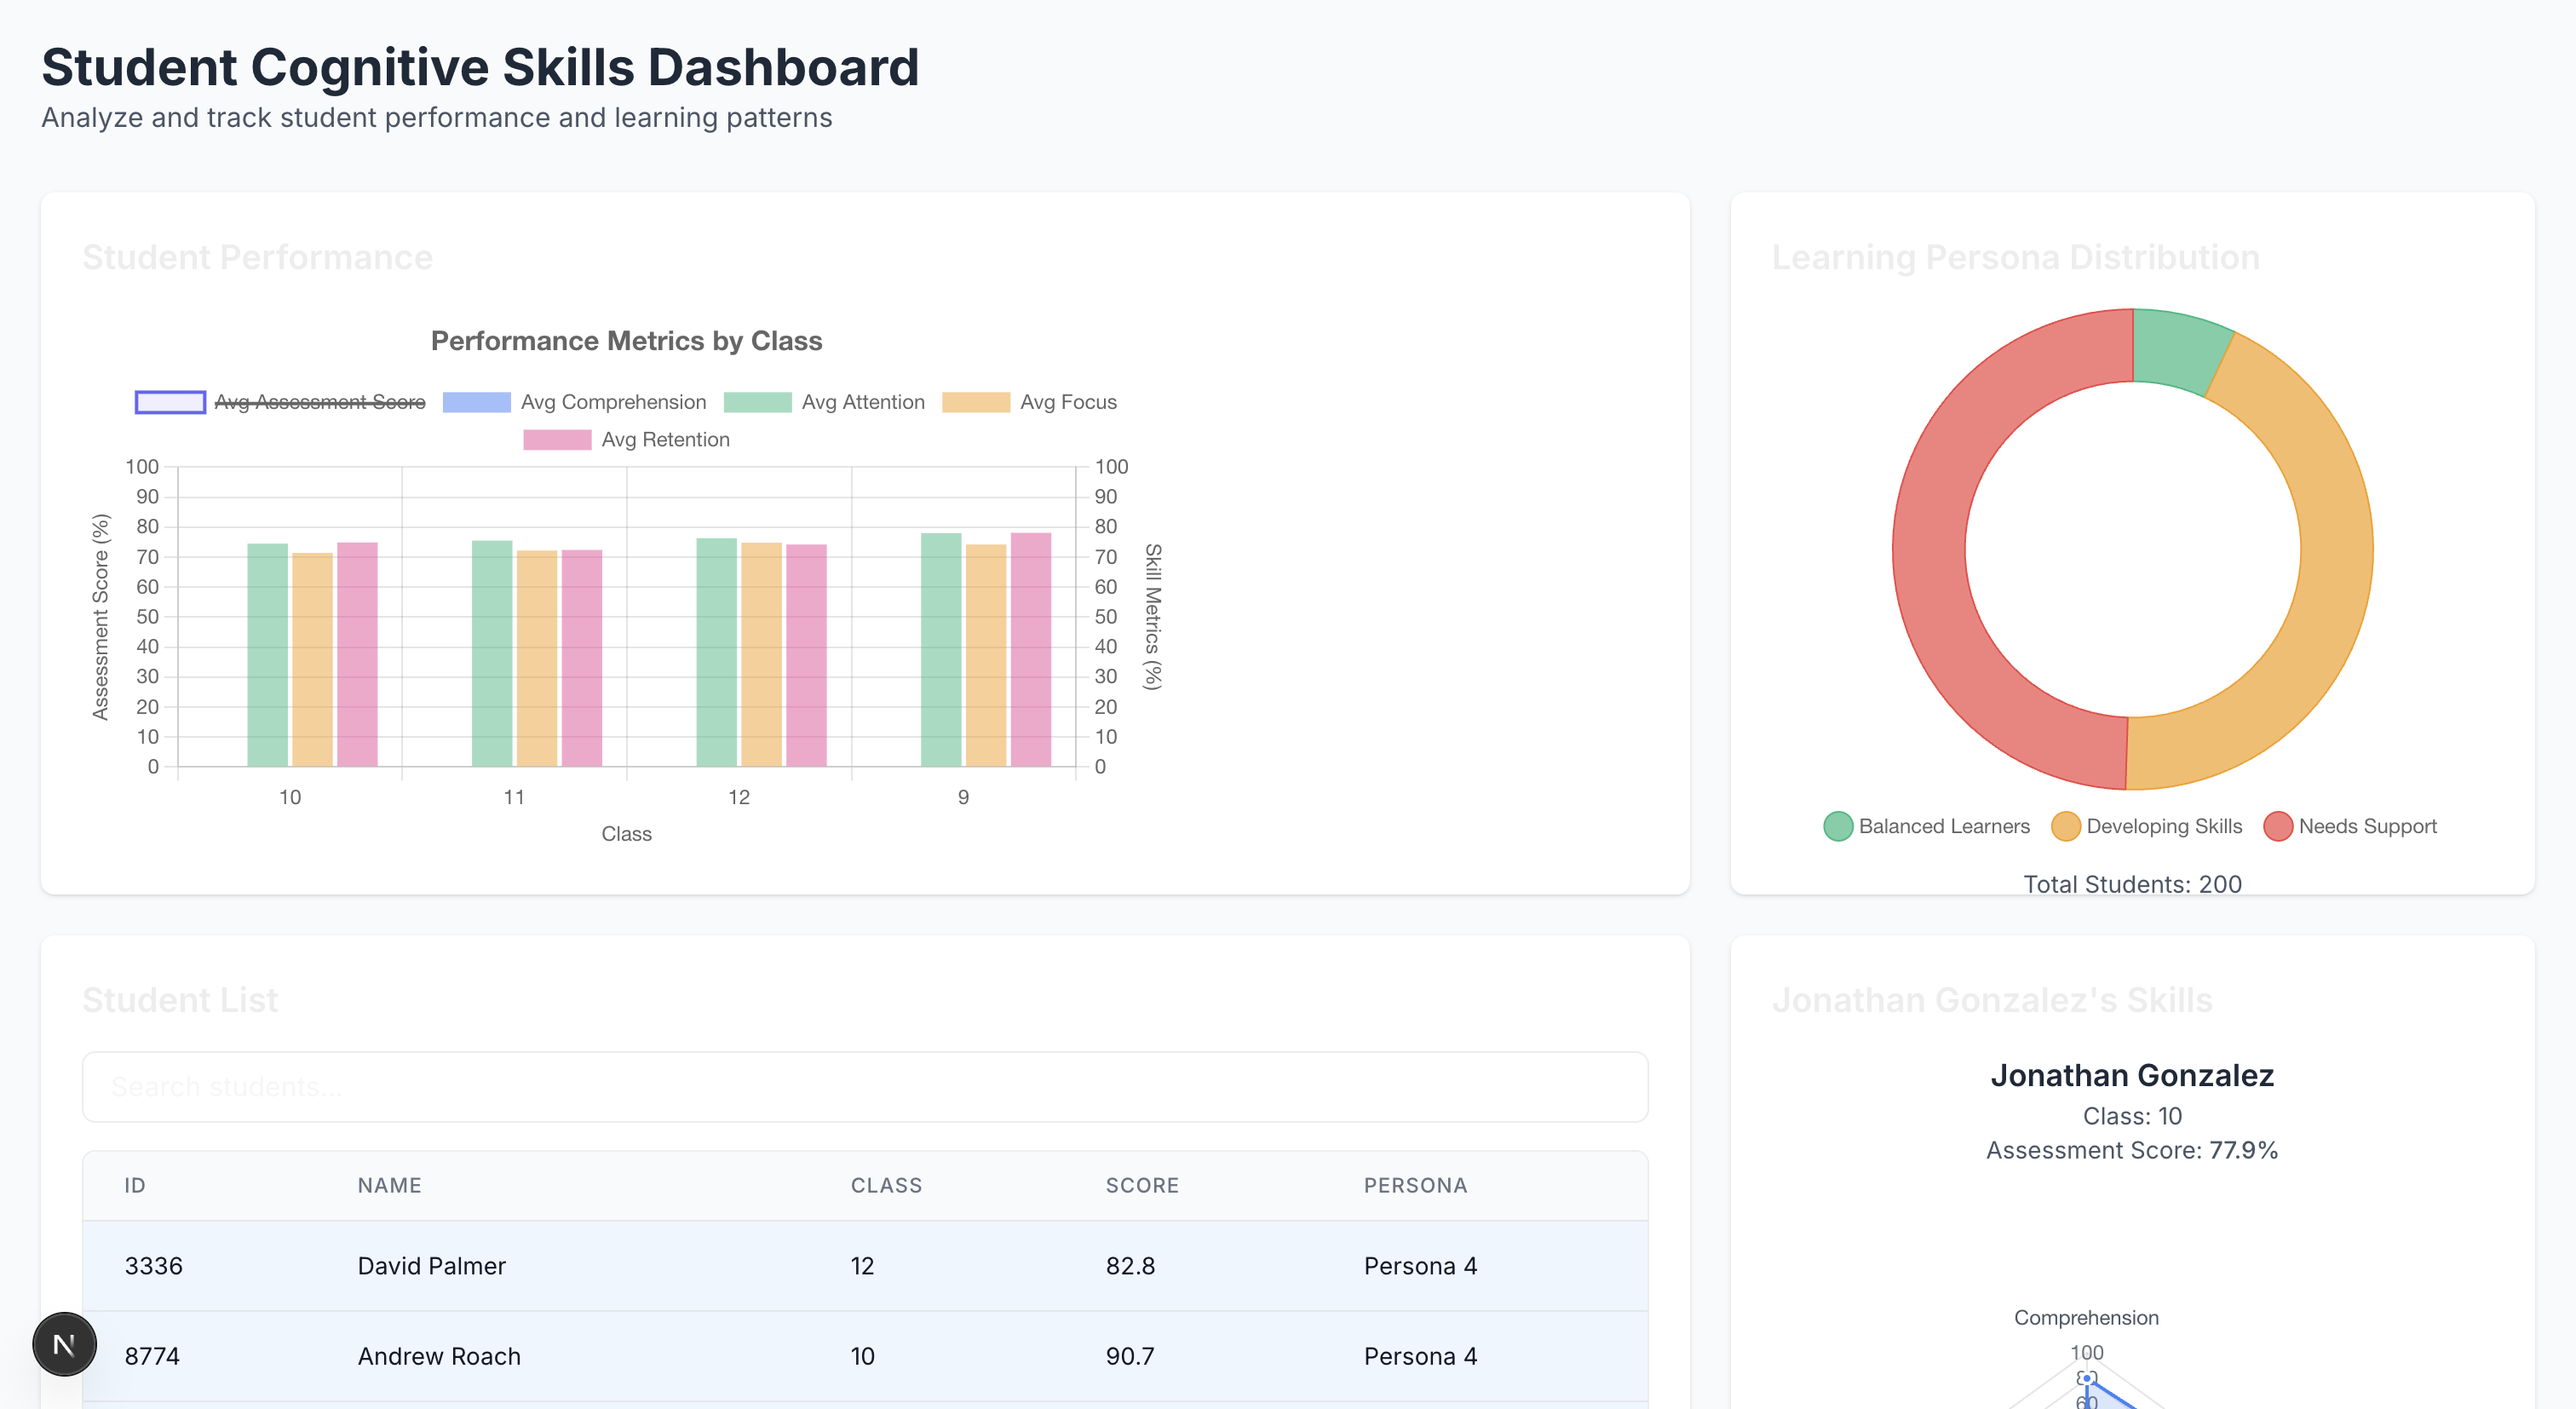 Student Cognitive Skills Dashboard
Analyze and track student performance and learning patterns
Student Performance
Performance Metrics by Class
Avg Assessment Score Avg Comprehension Avg Attention Avg Focus
Avg Retention
Assessment Score (%)
100
90
80
70
60
50
40
30
20
10
0
100
90
80
70
60
50
40
30
20
10
0
Skill Metrics (%)
10 11 12 9
Class
Learning Persona Distribution
Balanced Learners Developing Skills Needs Support
Total Students: 200
Student List
Search students...
ID NAME CLASS SCORE PERSONA
3336 David Palmer 12 82.8 Persona 4
8774 Andrew Roach 10 90.7 Persona 4
N
Jonathan Gonzalez's Skills
Jonathan Gonzalez
Class: 10
Assessment Score: 77.9%
Comprehension
100
80
60